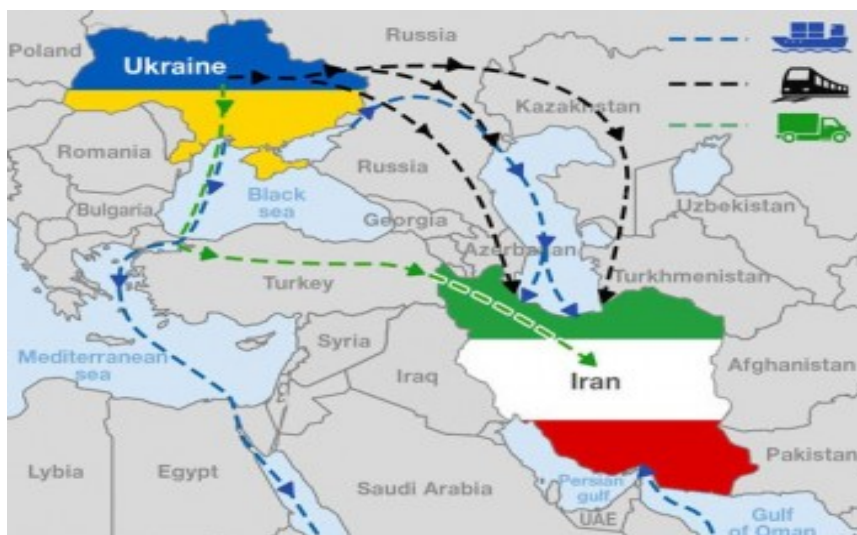 Poland
Russia
Ukraine
Kazakhstan
Romania
Russia
Black
sea
Bulgaria
Georgia
Uzbekistan
Azerbaijan
Turkey
Turkmenistan
Syria
Mediterranean
sea
Iraq
Iran
Afghanistan
Lybia
Egypt
Saudi Arabia
Persian
gulf
Pakistan
UAE
Gulf
of Oman